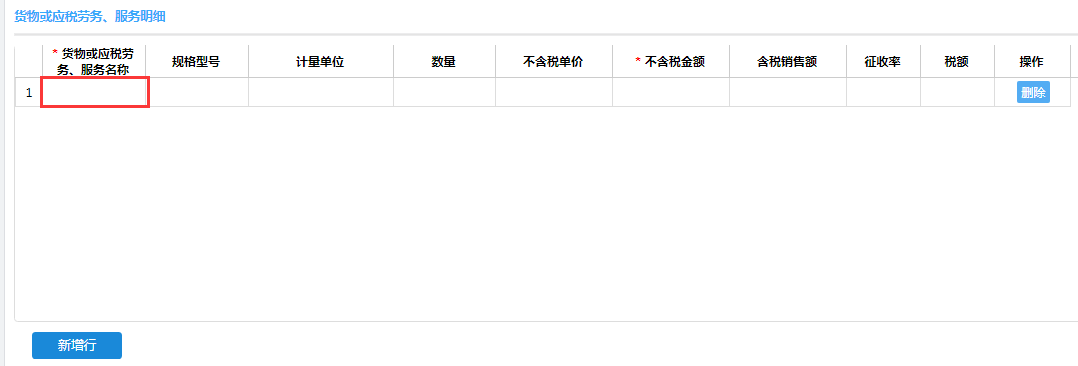 货物或应税劳务、服务明细
* 货物或应税劳
务、服务名称
规格型号
计量单位
数量
不含税单价
* 不含税金额
含税销售额
征收率
税额
操作
1
删除
新增行